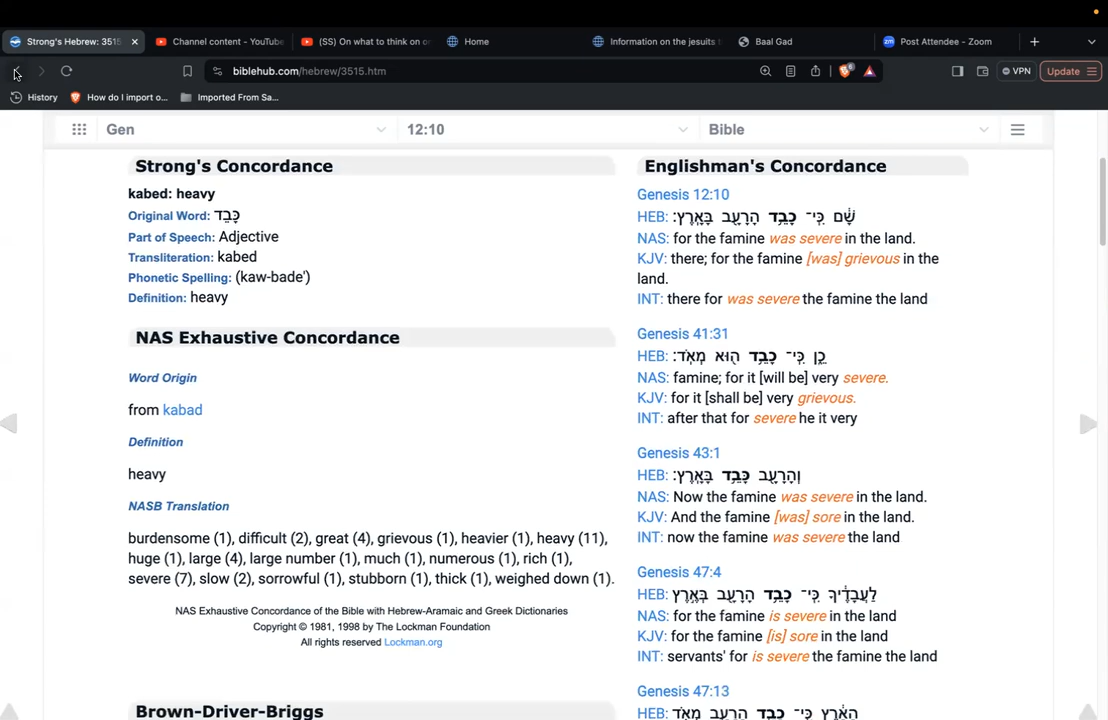 Strong's Hebrew: 3515
Channel content - YouTube
(SS) On what to think on o
Home
Information on the jesuits
Baal Gad
Post Attendee - Zoom
biblehub.com/hebrew/3515.htm
6
VPN
Update
History
How do I import o...
Imported From Sa...
Gen
12:10
Bible
Strong's Concordance
kabed: heavy
Original Word: כָּבֵד
Part of Speech: Adjective
Transliteration: kabed
Phonetic Spelling: (kaw-bade')
Definition: heavy
NAS Exhaustive Concordance
Word Origin
from kabad
Definition
heavy
NASB Translation
burdensome (1), difficult (2), great (4), grievous (1), heavier (1), heavy (11),
huge (1), large (4), large number (1), much (1), numerous (1), rich (1),
severe (7), slow (2), sorrowful (1), stubborn (1), thick (1), weighed down (1).
NAS Exhaustive Concordance of the Bible with Hebrew-Aramaic and Greek Dictionaries
Copyright © 1981, 1998 by The Lockman Foundation
All rights reserved Lockman.org
Brown-Driver-Briggs
Englishman's Concordance
Genesis 12:10
HEB: שָׁ֔ם כִּֽי־ כָבֵ֥ד הָרָעָ֖ב בָּאָֽרֶץ׃
NAS: for the famine was severe in the land.
KJV: there; for the famine [was] grievous in the
land.
INT: there for was severe the famine the land
Genesis 41:31
HEB: כֵ֑ן כִּֽי־ כָבֵ֥ד ה֖וּא מְאֹֽד׃
NAS: famine; for it [will be] very severe.
KJV: for it [shall be] very grievous.
INT: after that for severe he it very
Genesis 43:1
HEB: וְהָרָעָ֖ב כָּבֵ֥ד בָּאָֽרֶץ׃
NAS: Now the famine was severe in the land.
KJV: And the famine [was] sore in the land.
INT: now the famine was severe the land
Genesis 47:4
HEB: לַעֲבָדֶ֔יךָ כִּֽי־ כָבֵ֥ד הָרָעָ֖ב בְּאֶ֣רֶץ
NAS: for the famine is severe in the land
KJV: for the famine [is] sore in the land
INT: servants' for is severe the famine the land
Genesis 47:13
HEB: הָאָ֔רֶץ כִּֽי־ כָבֵ֥ד הָרָעָ֖ב מְאֹ֑ד